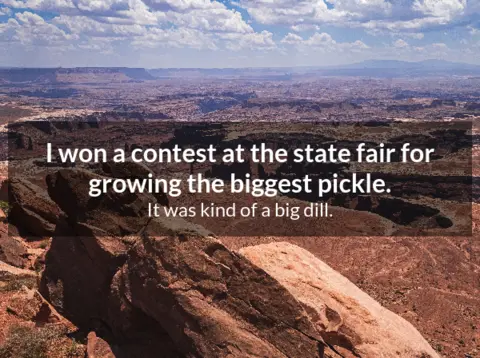 I won a contest at the state fair for
growing the biggest pickle.
It was kind of a big dill.